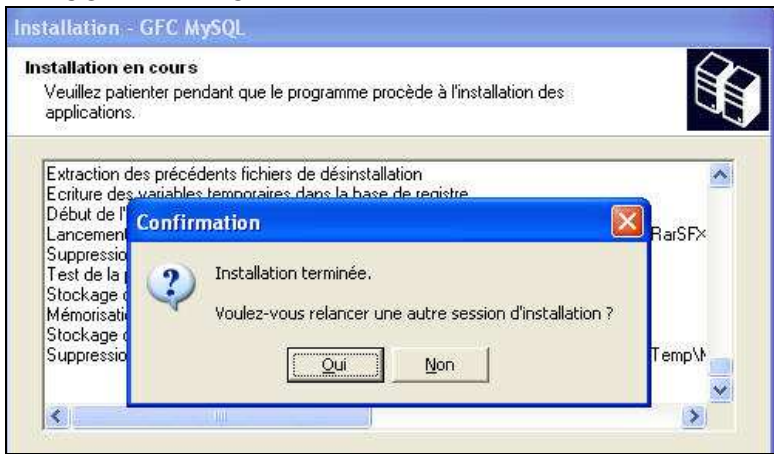 Installation - GFC MySQL
Installation en cours
Veuillez patienter pendant que le programme procède à l'installation des
applications.
Extraction des précédents fichiers de désinstallation
Ecriture des variables temporaires dans la base de registre
Début de l'
Lancement
RarSFX
Suppressio
Test de la
Stockage
Mémorisati
Stockage
Suppressio
Temp\M
Confirmation
Installation terminée.
Voulez-vous relancer une autre session d'installation ?
Oui
Non